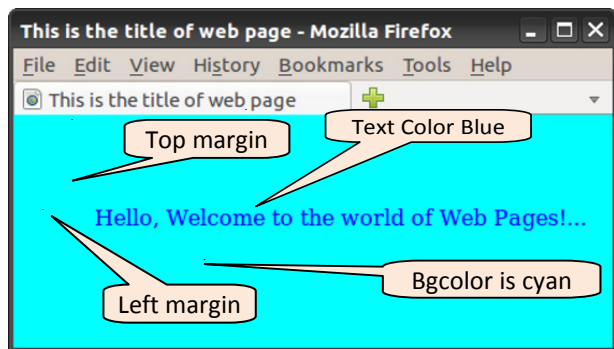 This is the title of web page - Mozilla Firefox
File Edit View History Bookmarks Tools Help
This is the title of web page
Top margin
Text Color Blue
Hello, Welcome to the world of Web Pages!...
Bgcolor is cyan
Left margin